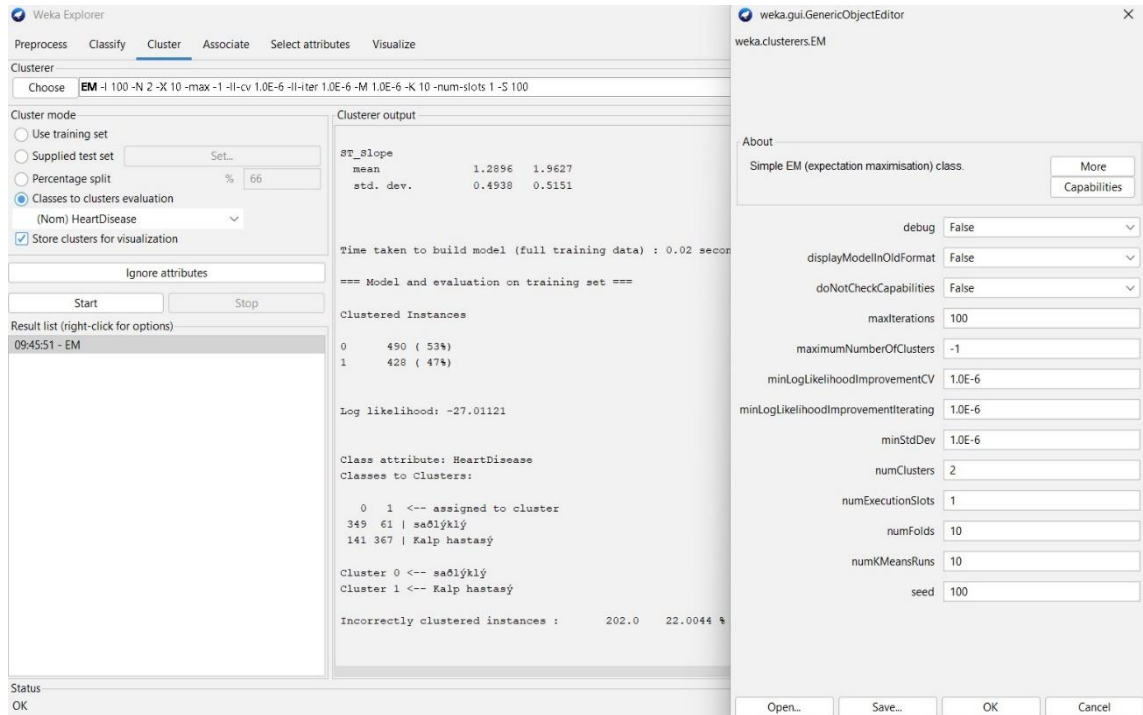 Weka Explorer
Preprocess Classify Cluster Associate Select attributes Visualize
Clusterer
Choose EM -I 100 -N 2 -X 10 -max -1 -ll-cv 1.0E-6 -ll-iter 1.0E-6 -M 1.0E-6 -K 10 -num-slots 1 -S 100
Cluster mode
Use training set
Supplied test set Set...
Percentage split % 66
Classes to clusters evaluation
(Nom) HeartDisease
Store clusters for visualization
Ignore attributes
Start Stop
Result list (right-click for options)
09:45:51 - EM
Clusterer output
ST_Slope
mean 1.2896 1.9627
std. dev. 0.4938 0.5151
Time taken to build model (full training data) : 0.02 secon
=== Model and evaluation on training set ===
Clustered Instances
0 490 ( 53%)
1 428 ( 47%)
Log likelihood: -27.01121
Class attribute: HeartDisease
Classes to Clusters:
0 1 <-- assigned to cluster
349 61 | saðlýklý
141 367 | Kalp hastasý
Cluster 0 <-- saðlýklý
Cluster 1 <-- Kalp hastasý
Incorrectly clustered instances : 202.0 22.0044 %
Status
OK
weka.gui.GenericObjectEditor
weka.clusterers.EM
About
Simple EM (expectation maximisation) class.
More
Capabilities
debug False
displayModelInOldFormat False
doNotCheckCapabilities False
maxIterations 100
maximumNumberOfClusters -1
minLogLikelihoodImprovementCV 1.0E-6
minLogLikelihoodImprovementIterating 1.0E-6
minStdDev 1.0E-6
numClusters 2
numExecutionSlots 1
numFolds 10
numKMeansRuns 10
seed 100
Open... Save... OK Cancel